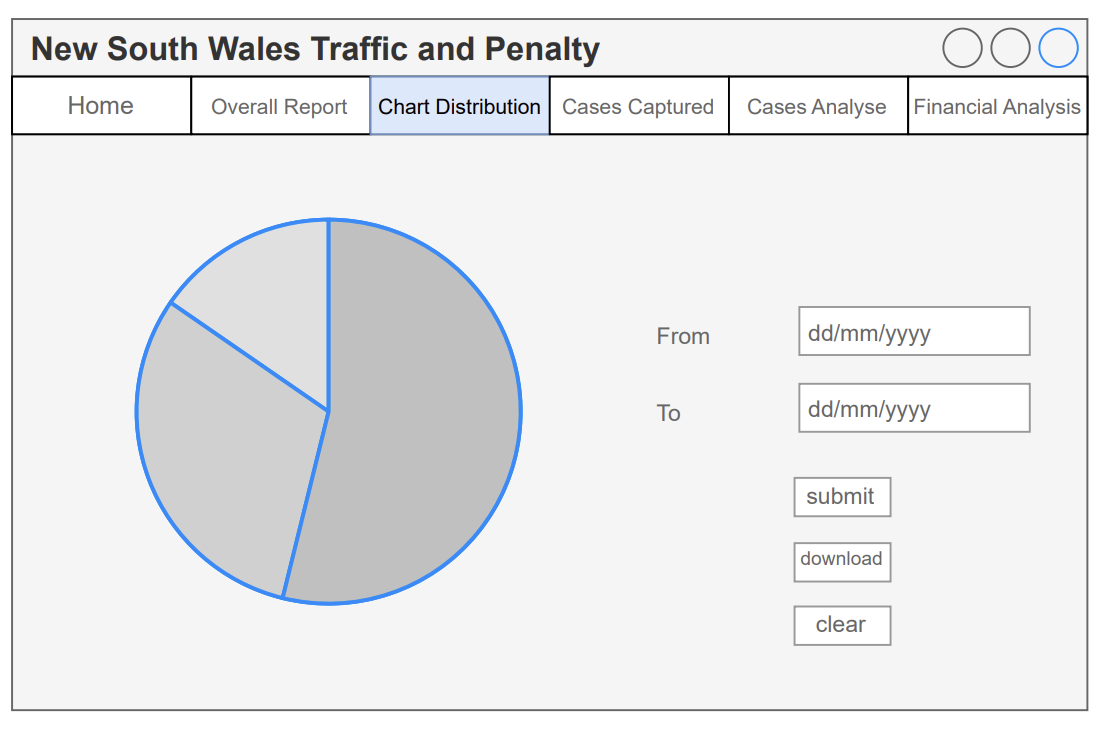 New South Wales Traffic and Penalty
Home
Overall Report
Chart Distribution
Cases Captured
Cases Analyse
Financial Analysis
From
dd/mm/yyyy
To
dd/mm/yyyy
submit
download
clear